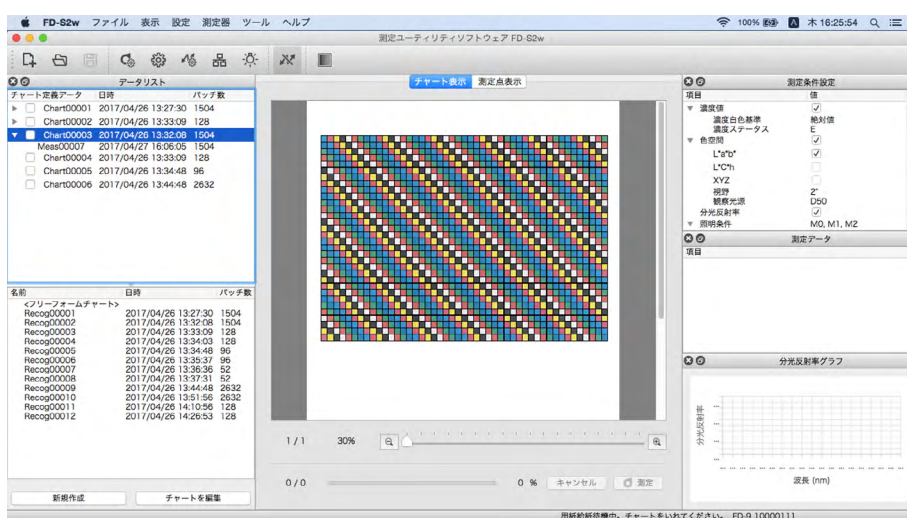 FD-S2w ファイル 表示 設定 測定器 ツール ヘルプ 100% 木 16:25:54
測定ユーティリティソフトウェア FD-S2w
データリスト
チャート定義データ 日時 パッチ数
Chart00001 2017/04/26 13:27:30 1504
Chart00002 2017/04/26 13:33:09 128
Chart00003 2017/04/26 13:32:08 1504
Meas00007 2017/04/27 16:06:05 1504
Chart00004 2017/04/26 13:33:09 128
Chart00005 2017/04/26 13:34:48 96
Chart00006 2017/04/26 13:44:48 2632
名前 日時 パッチ数
<フリーフォームチャート>
Recog00001 2017/04/26 13:27:30 1504
Recog00002 2017/04/26 13:32:08 1504
Recog00003 2017/04/26 13:33:09 128
Recog00004 2017/04/26 13:34:03 128
Recog00005 2017/04/26 13:34:48 96
Recog00006 2017/04/26 13:35:37 96
Recog00007 2017/04/26 13:36:36 52
Recog00008 2017/04/26 13:37:31 52
Recog00009 2017/04/26 13:44:48 2632
Recog00010 2017/04/26 13:51:56 2632
Recog00011 2017/04/26 14:10:56 128
Recog00012 2017/04/26 14:26:53 128
新規作成 チャートを編集
チャート表示 測定点表示
1 / 1 30%
0 / 0 0 % キャンセル 測定
測定条件設定
項目 値
濃度値
濃度白色基準 絶対値
濃度ステータス E
色空間
L*a*b*
L*C*h
XYZ
視野 2°
観察光源 D50
分光反射率
照明条件 M0, M1, M2
測定データ
項目
分光反射率グラフ
分光反射率
波長 (nm)
用紙給紙待機中。チャートをいれてください。 FD-9 10000111